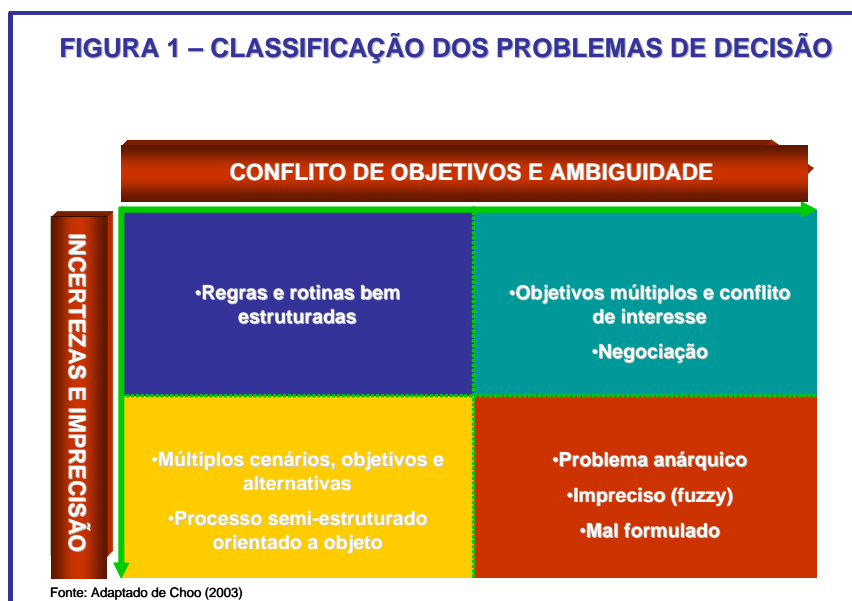 FIGURA 1 – CLASSIFICAÇÃO DOS PROBLEMAS DE DECISÃO
CONFLITO DE OBJETIVOS E AMBIGUIDADE
INCERTEZAS E IMPRECISÃO
•Regras e rotinas bem
estruturadas
•Objetivos múltiplos e conflito
de interesse
•Negociação
•Múltiplos cenários, objetivos e
alternativas
•Processo semi-estruturado
orientado a objeto
•Problema anárquico
•Impreciso (fuzzy)
•Mal formulado
Fonte: Adaptado de Choo (2003)